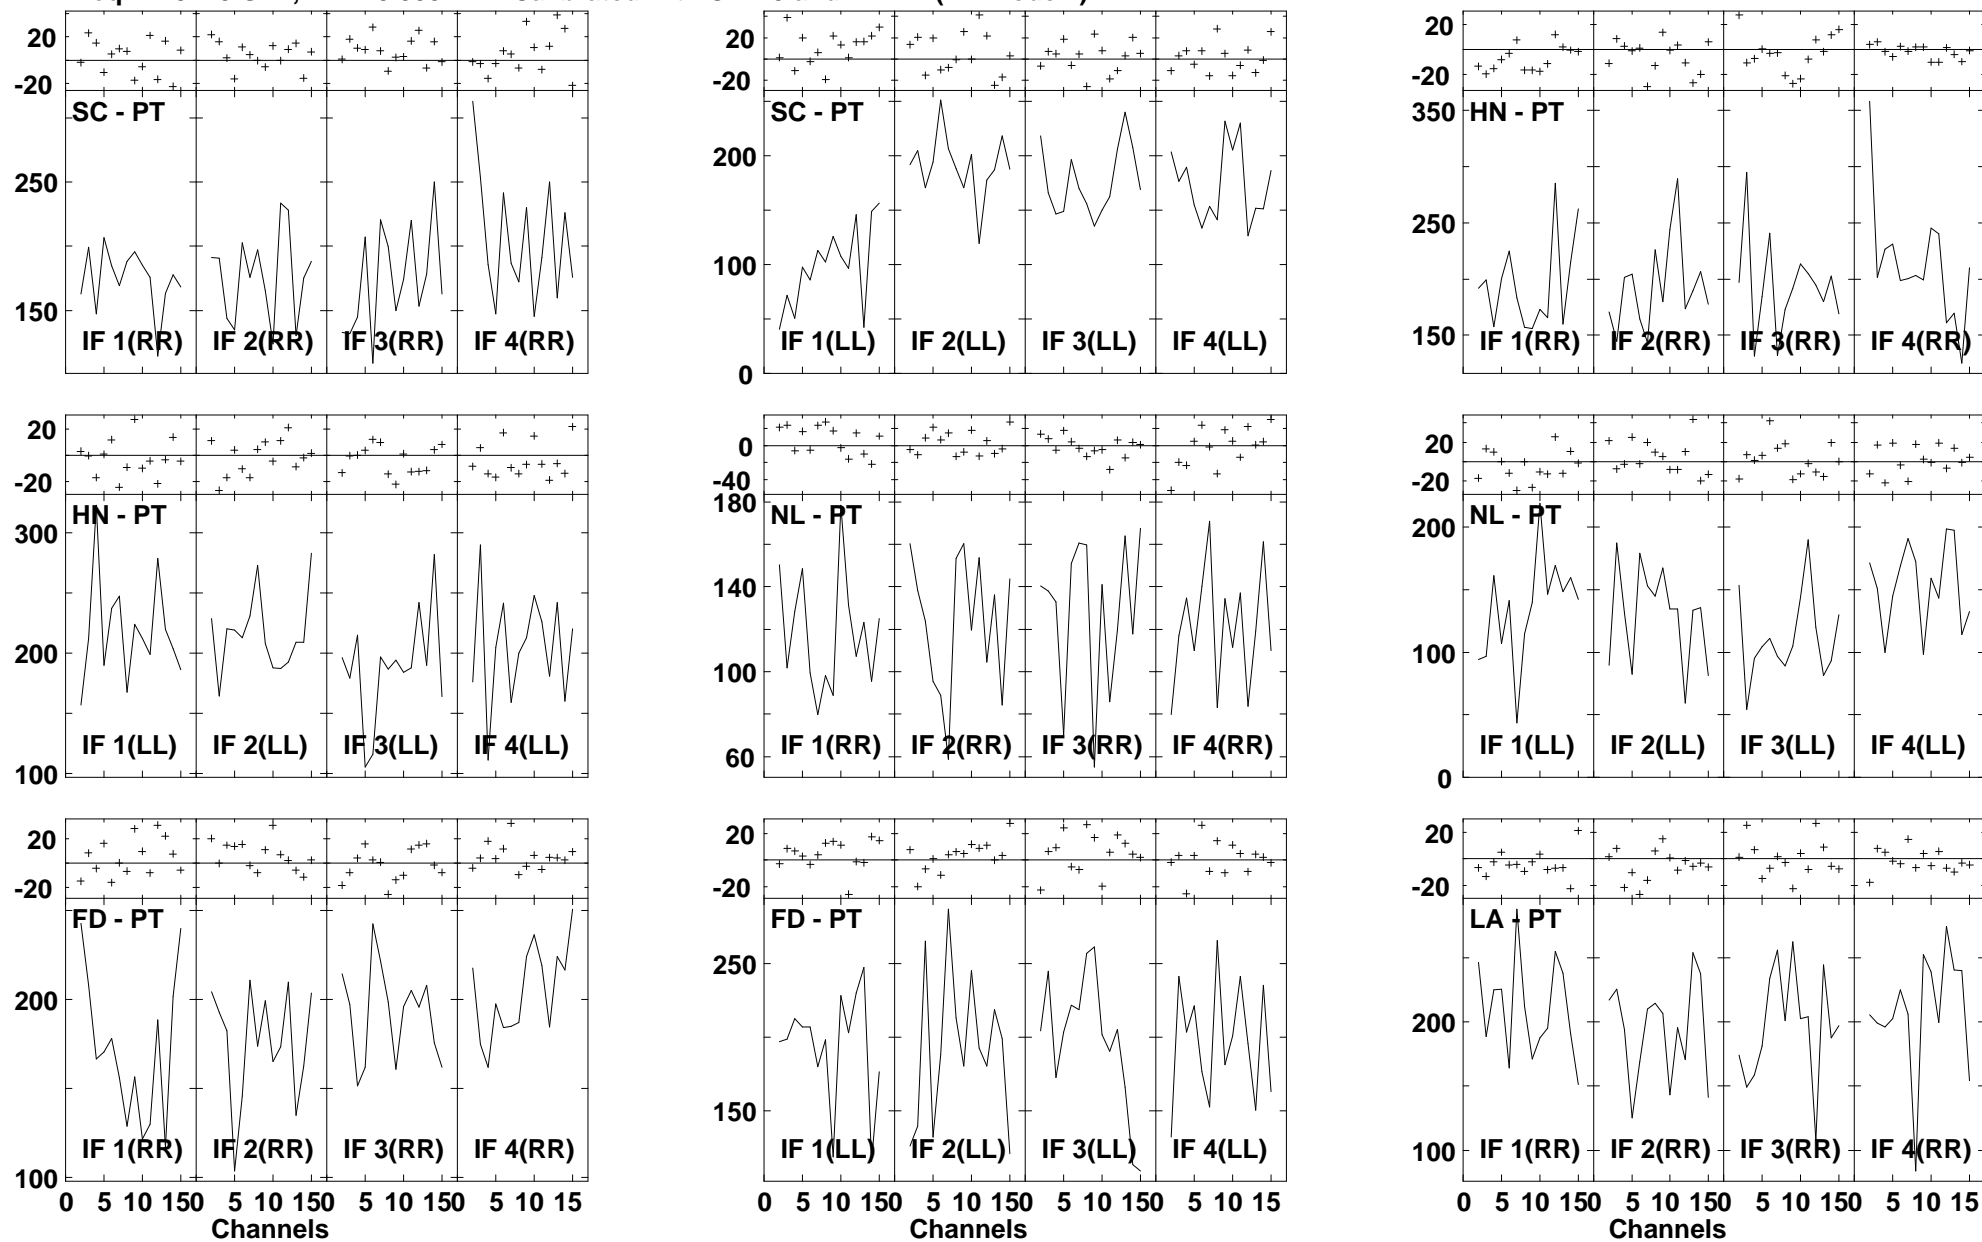 20 20 20
-20 -20 -20
SC - PT SC - PT HN - PT
350
250 200 250
100
150 150
IF 1(RR) IF 2(RR) IF 3(RR) IF 4(RR) IF 1(LL) IF 2(LL) IF 3(LL) IF 4(LL) IF 1(RR) IF 2(RR) IF 3(RR) IF 4(RR)
0
20 0 20
-20 -40 -20
HN - PT NL - PT NL - PT
180
300 200
140
200 100 100
IF 1(LL) IF 2(LL) IF 3(LL) IF 4(LL) IF 1(RR) IF 2(RR) IF 3(RR) IF 4(RR) IF 1(LL) IF 2(LL) IF 3(LL) IF 4(LL)
100 60 0
20 20 20
-20 -20 -20
FD - PT FD - PT LA - PT
250
200 200
150
IF 1(RR) IF 2(RR) IF 3(RR) IF 4(RR) IF 1(LL) IF 2(LL) IF 3(LL) IF 4(LL) IF 1(RR) IF 2(RR) IF 3(RR) IF 4(RR)
100 100
0 5 10 150 5 10 150 5 10 150 5 10 15 0 5 10 150 5 10 150 5 10 150 5 10 15 0 5 10 150 5 10 150 5 10 150 5 10 15
Channels Channels Channels